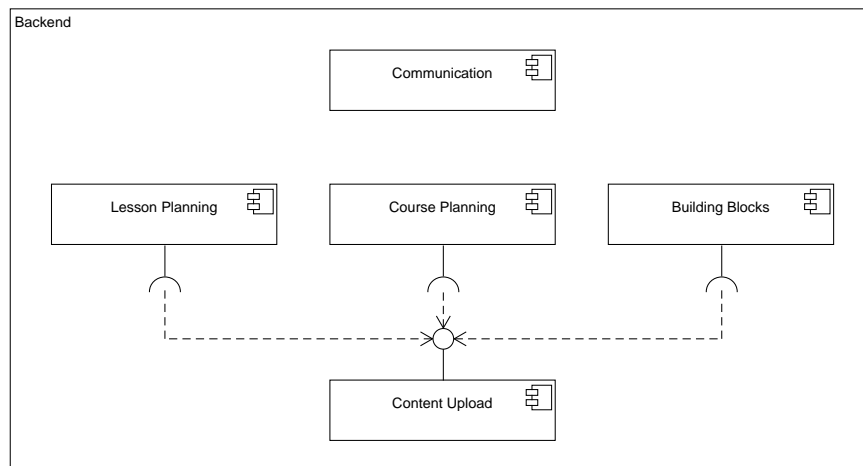 Backend
Communication
Lesson Planning
Course Planning
Building Blocks
Content Upload